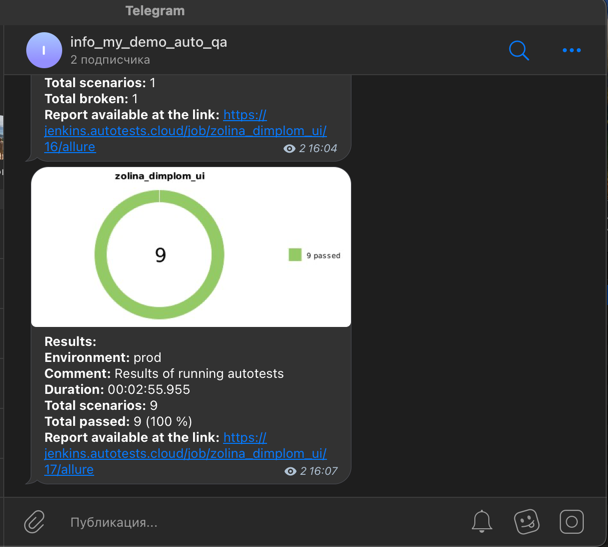 Telegram
I
info_my_demo_auto_qa
2 подписчика
Total scenarios: 1
Total broken: 1
Report available at the link: https://
jenkins.autotests.cloud/job/zolina_dimplom_ui/
16/allure
2 16:04
zolina_dimplom_ui
9
9 passed
Results:
Environment: prod
Comment: Results of running autotests
Duration: 00:02:55.955
Total scenarios: 9
Total passed: 9 (100 %)
Report available at the link: https://
jenkins.autotests.cloud/job/zolina_dimplom_ui/
17/allure
2 16:07
Публикация...